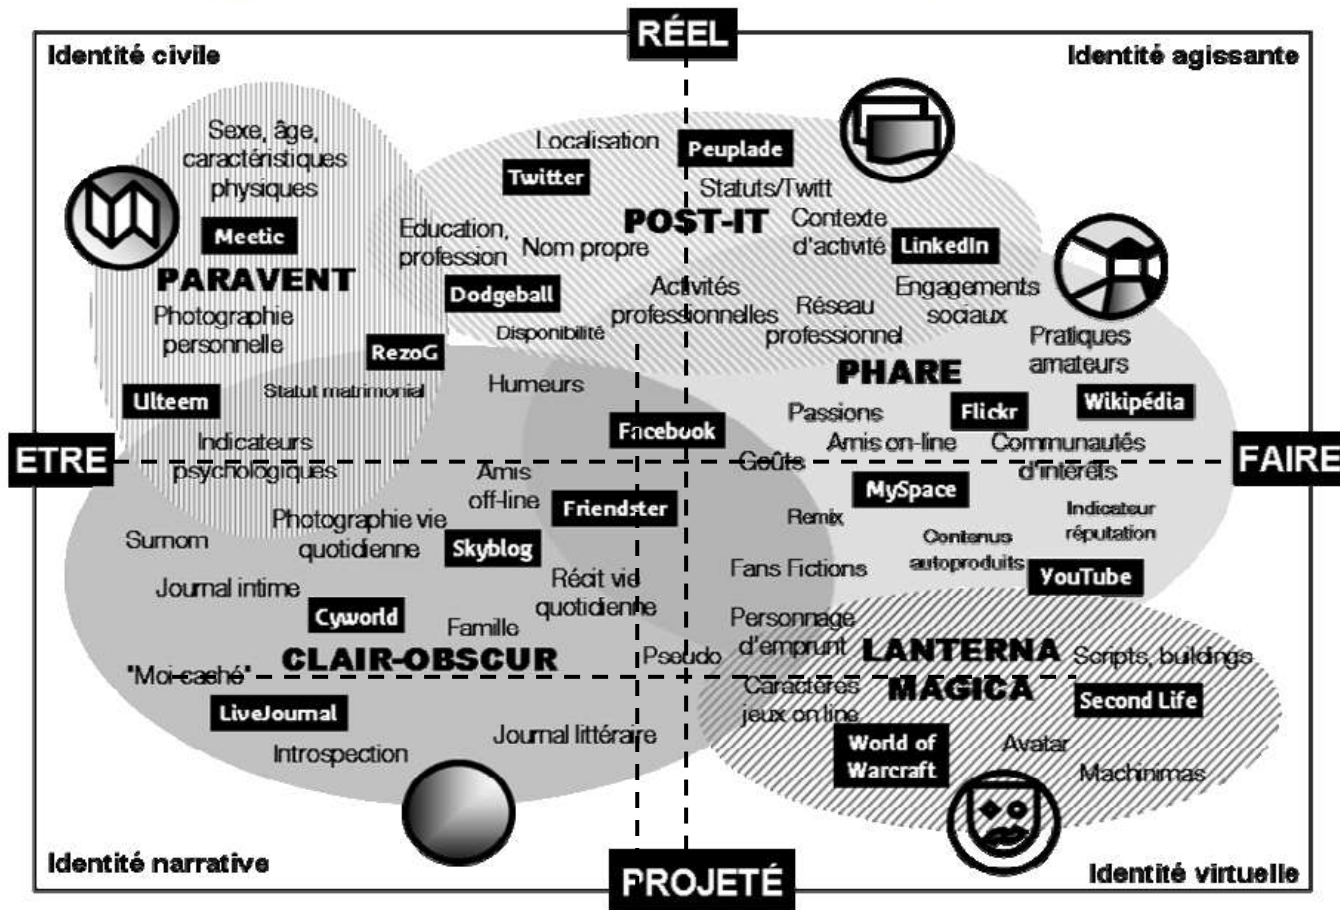 RÉEL
Identité civile
Identité agissante
Sexe, âge,
caractéristiques
physiques
Meetic
PARAVENT
Photographie
personnelle
RezoG
Statut matrimonial
Ulteem
Indicateurs
psychologiques
Localisation
Peuplade
Twitter
Statuts/Twitt
POST-IT
Education,
profession
Nom propre
Contexte
d'activité
LinkedIn
Dodgeball
Activités
professionnelles
Engagements
sociaux
Réseau
professionnel
Disponibilité
Pratiques
amateurs
PHARE
Humeurs
Passions
Flickr
Wikipédia
Facebook
Amis on-line
Communautés
d'intérêts
ETRE
FAIRE
Goûts
Amis
off-line
MySpace
Friendster
Remix
Indicateur
réputation
Photographie vie
quotidienne
Surnom
Skyblog
Contenus
autoproduits
Journal intime
Récit vie
quotidienne
Fans Fictions
YouTube
Cyworld
Famille
Personnage
d'emprunt
CLAIR-OBSCUR
Pseudo
LANTERNA
MAGICA
Scripts, buildings
"Moi caché"
Caractères
jeux on line
Second Life
LiveJournal
Introspection
Journal littéraire
World of
Warcraft
Avatar
Machinimas
Identité narrative
PROJETÉ
Identité virtuelle